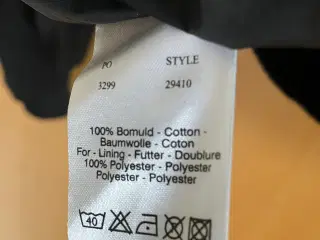 PO STYLE
3299 29410
100% Bomuld - Cotton -
Baumwolle - Coton
For - Lining - Futter - Doublure
100% Polyester - Polyester
Polyester - Polyester
40